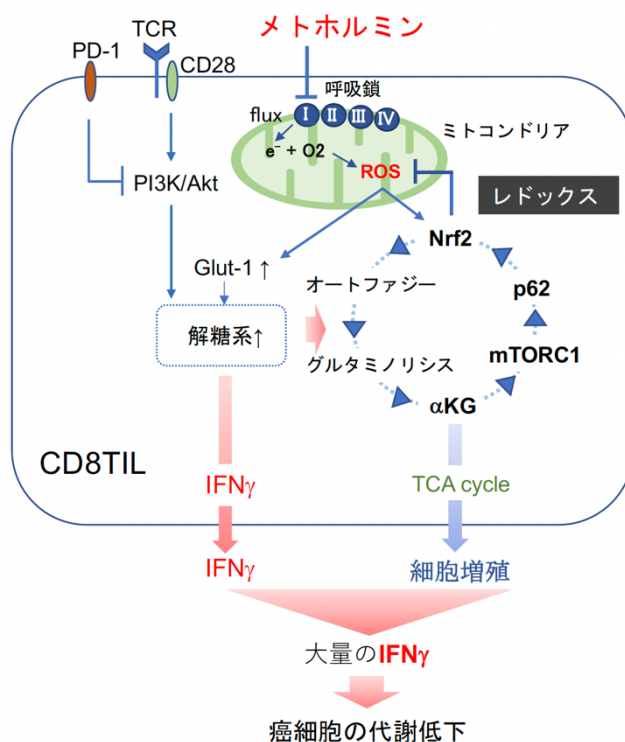 メトホルミン
TCR
PD-1
CD28
呼吸鎖
flux
I II III IV
ミトコンドリア
e⁻ + O2
ROS
PI3K/Akt
レドックス
Nrf2
Glut-1 ↑
オートファジー
p62
解糖系↑
mTORC1
グルタミノリシス
αKG
CD8TIL
IFNγ
TCA cycle
IFNγ
細胞増殖
大量のIFNγ
癌細胞の代謝低下